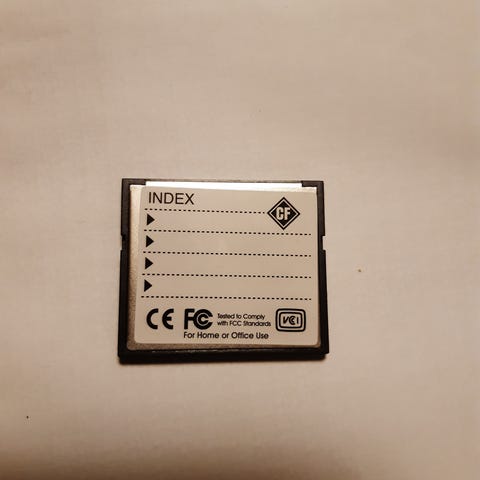 INDEX
CF
CE FC Tested to Comply
with FCC Standards
VCI
For Home or Office Use